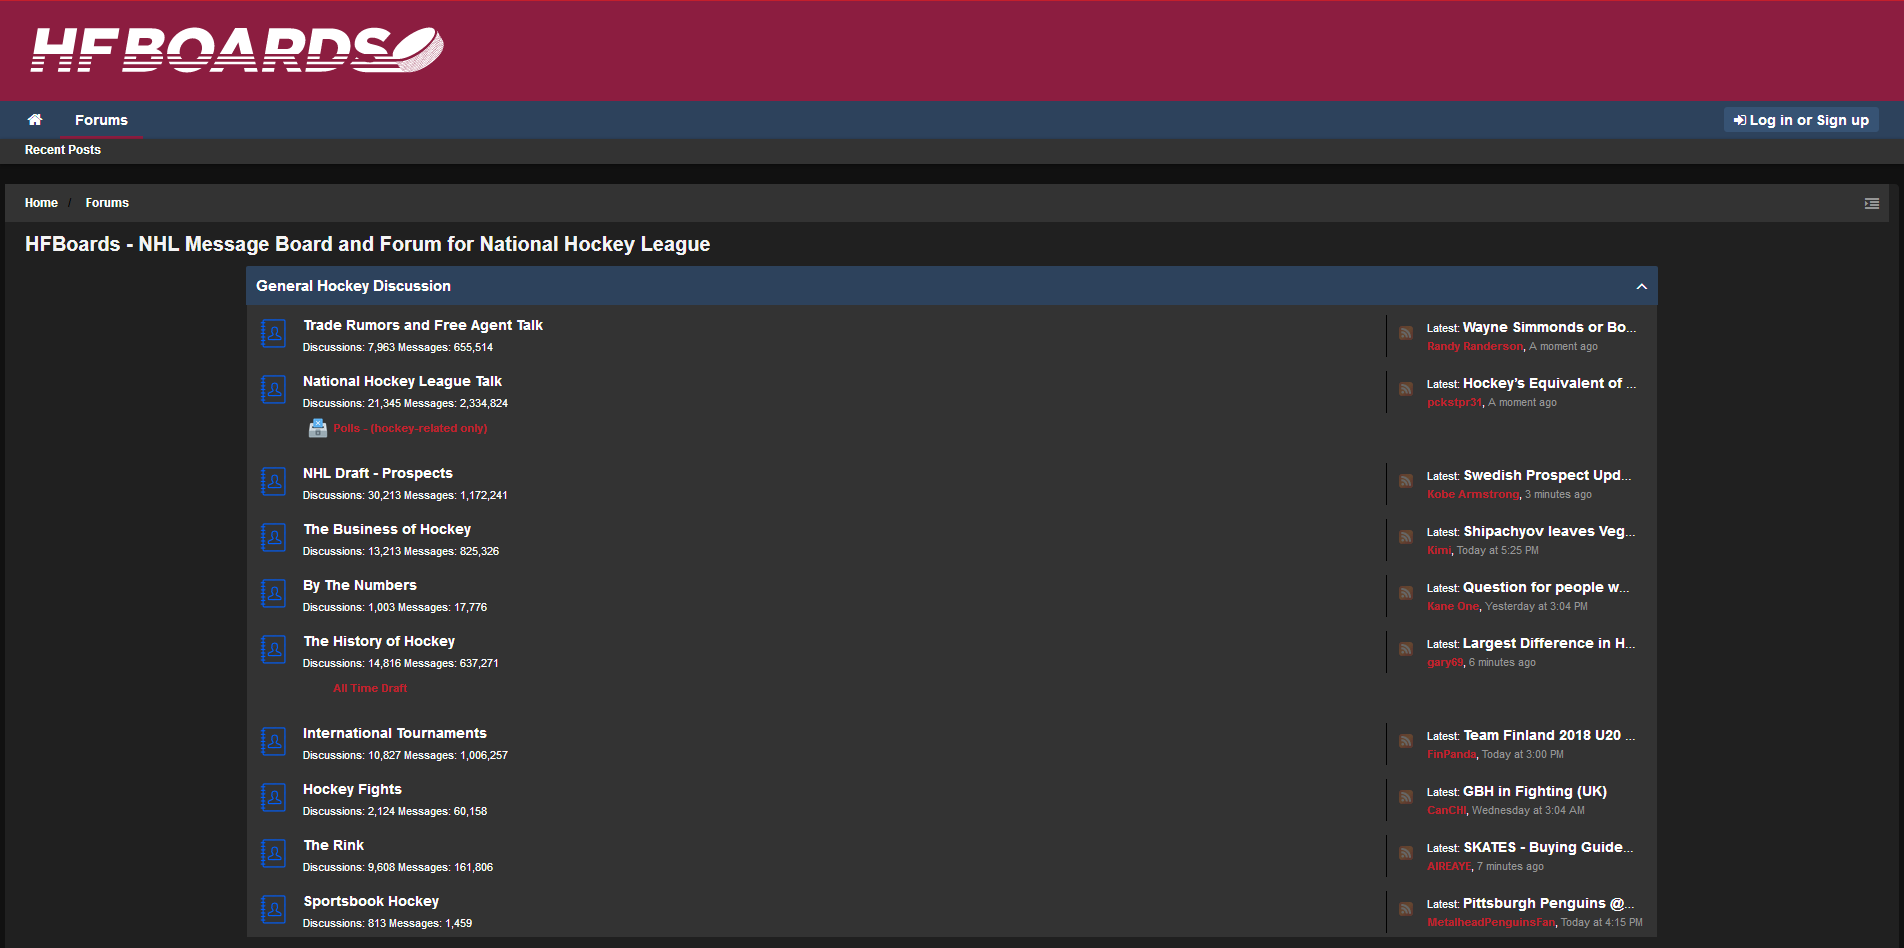 HFBOARDS
Forums
Log in or Sign up
Recent Posts
Home / Forums
HFBoards - NHL Message Board and Forum for National Hockey League
General Hockey Discussion
Trade Rumors and Free Agent Talk
Discussions: 7,963 Messages: 655,514
Latest: Wayne Simmonds or Bo...
Randy Randerson, A moment ago
National Hockey League Talk
Discussions: 21,345 Messages: 2,334,824
Polls - (hockey-related only)
Latest: Hockey’s Equivalent of ...
pckstpr31, A moment ago
NHL Draft - Prospects
Discussions: 30,213 Messages: 1,172,241
Latest: Swedish Prospect Upd...
Kobe Armstrong, 3 minutes ago
The Business of Hockey
Discussions: 13,213 Messages: 825,326
Latest: Shipachyov leaves Veg...
Kimi, Today at 5:25 PM
By The Numbers
Discussions: 1,003 Messages: 17,776
Latest: Question for people w...
Kane One, Yesterday at 3:04 PM
The History of Hockey
Discussions: 14,816 Messages: 637,271
All Time Draft
Latest: Largest Difference in H...
gary69, 6 minutes ago
International Tournaments
Discussions: 10,827 Messages: 1,006,257
Latest: Team Finland 2018 U20 ...
FinPanda, Today at 3:00 PM
Hockey Fights
Discussions: 2,124 Messages: 60,158
Latest: GBH in Fighting (UK)
CanCHI, Wednesday at 3:04 AM
The Rink
Discussions: 9,608 Messages: 161,806
Latest: SKATES - Buying Guide...
AIREAYE, 7 minutes ago
Sportsbook Hockey
Discussions: 813 Messages: 1,459
Latest: Pittsburgh Penguins @...
MetalheadPenguinsFan, Today at 4:15 PM